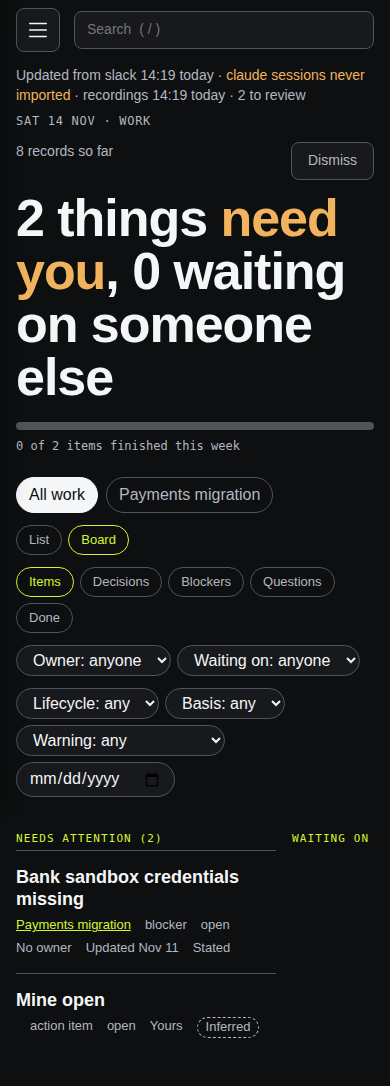 Search ( / )
Updated from slack 14:19 today · claude sessions never
imported · recordings 14:19 today · 2 to review
SAT 14 NOV · WORK
8 records so far
Dismiss
2 things need
you, 0 waiting
on someone
else
0 of 2 items finished this week
All work Payments migration
List Board
Items Decisions Blockers Questions
Done
Owner: anyone Waiting on: anyone
Lifecycle: any Basis: any
Warning: any
mm/dd/yyyy
NEEDS ATTENTION (2) WAITING ON
Bank sandbox credentials
missing
Payments migration blocker open
No owner Updated Nov 11 Stated
Mine open
action item open Yours Inferred